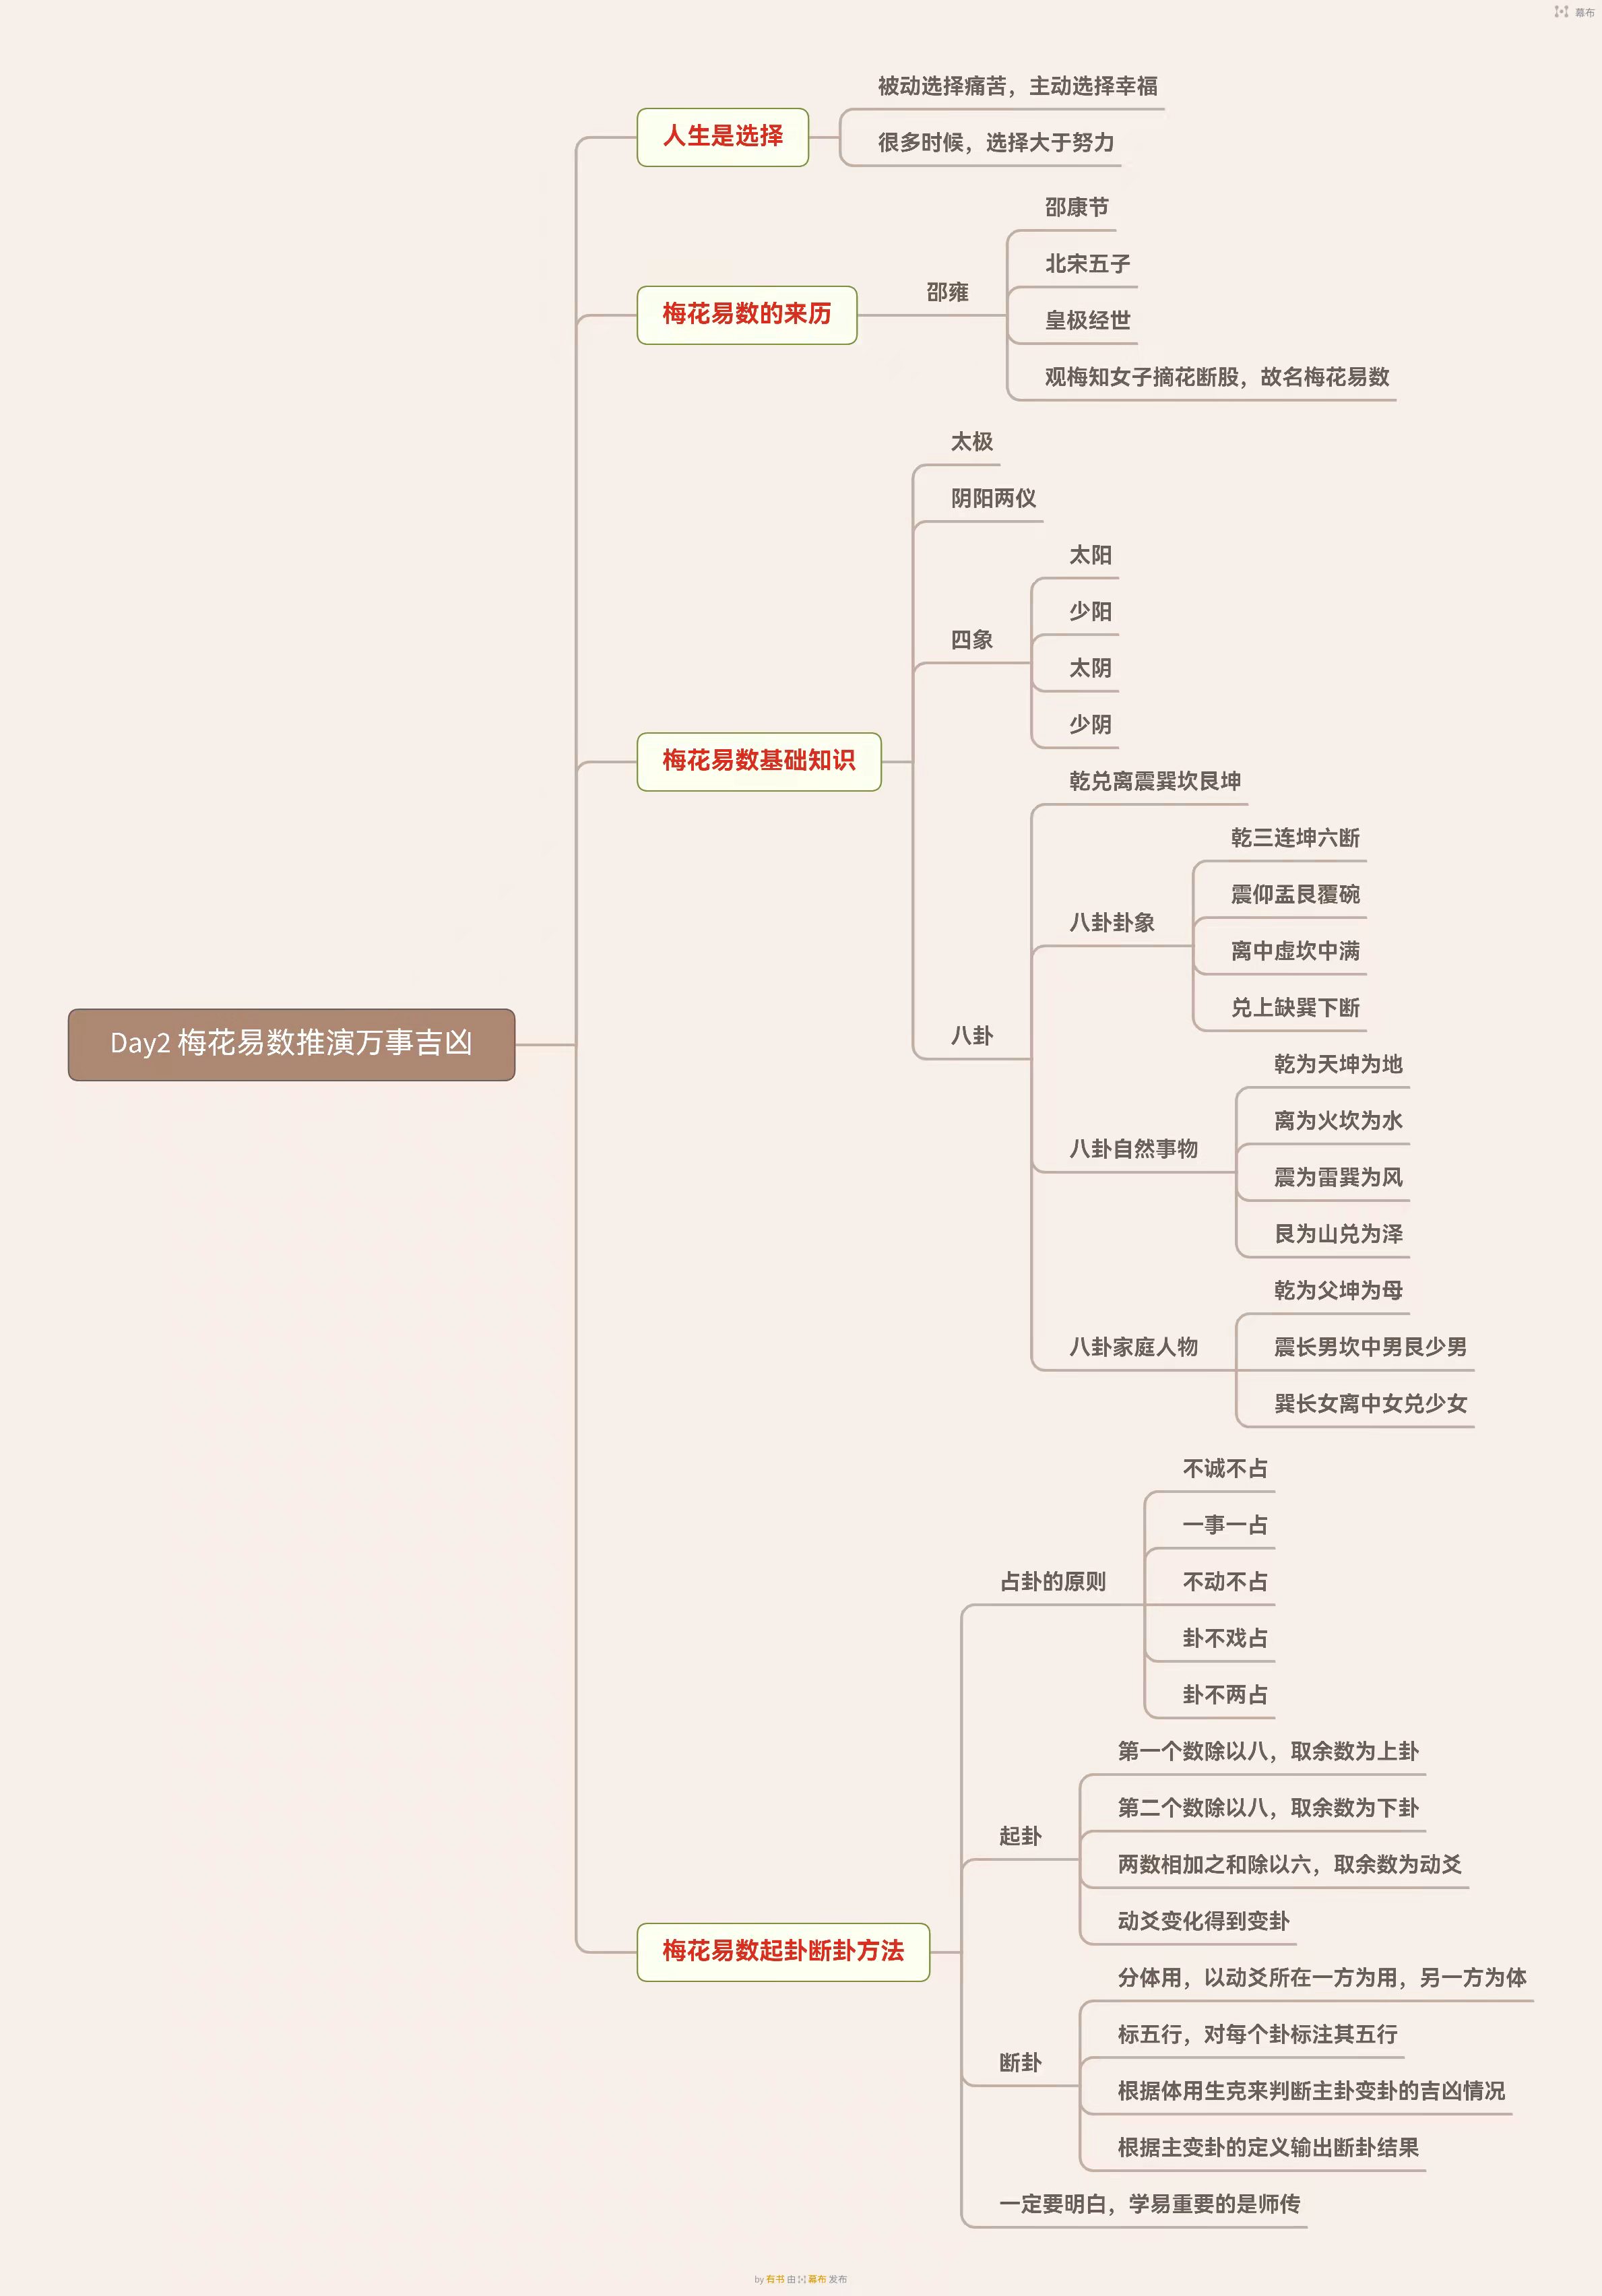 幕布
被动选择痛苦，主动选择幸福
人生是选择
很多时候，选择大于努力
邵康节
北宋五子
邵雍
梅花易数的来历
皇极经世
观梅知女子摘花断股，故名梅花易数
太极
阴阳两仪
太阳
少阳
四象
太阴
少阴
梅花易数基础知识
乾兑离震巽坎艮坤
乾三连坤六断
震仰盂艮覆碗
八卦卦象
离中虚坎中满
兑上缺巽下断
八卦
Day2 梅花易数推演万事吉凶
乾为天坤为地
离为火坎为水
八卦自然事物
震为雷巽为风
艮为山兑为泽
乾为父坤为母
八卦家庭人物
震长男坎中男艮少男
巽长女离中女兑少女
不诚不占
一事一占
占卦的原则
不动不占
卦不戏占
卦不两占
第一个数除以八，取余数为上卦
第二个数除以八，取余数为下卦
起卦
两数相加之和除以六，取余数为动爻
动爻变化得到变卦
梅花易数起卦断卦方法
分体用，以动爻所在一方为用，另一方为体
标五行，对每个卦标注其五行
断卦
根据体用生克来判断主卦变卦的吉凶情况
根据主变卦的定义输出断卦结果
一定要明白，学易重要的是师传
by 有书 由 幕布 发布